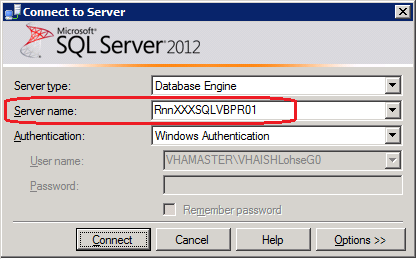 Connect to Server
Microsoft
SQL Server 2012
Server type: Database Engine
Server name: RnnXXXSQLVBPR01
Authentication: Windows Authentication
User name: VHAMASTER\VHAISHLohseG0
Password:
Remember password
Connect Cancel Help Options >>